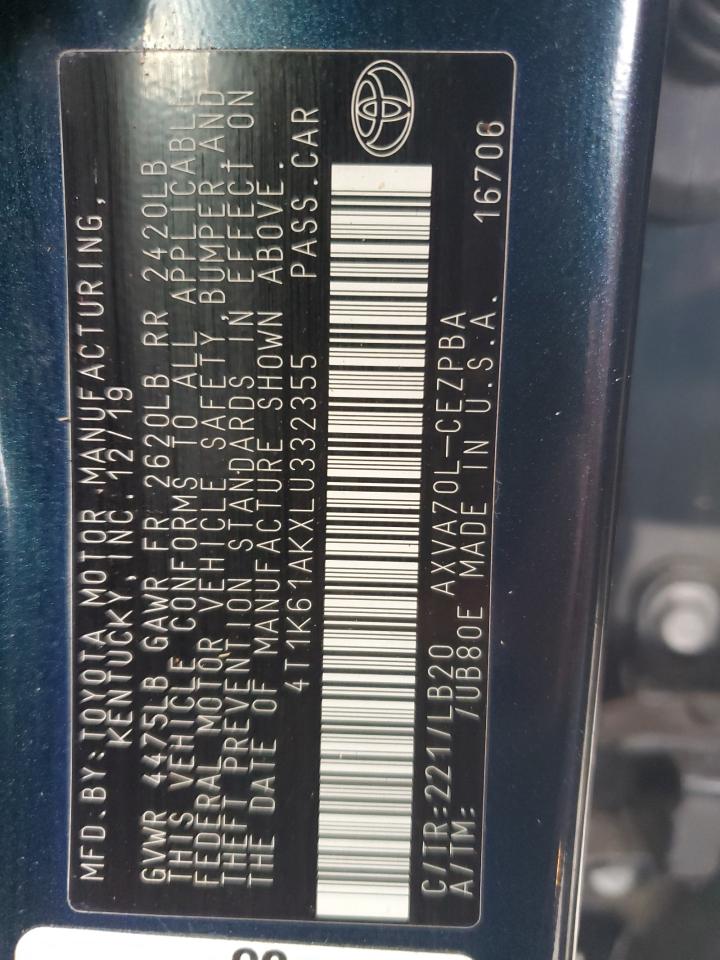 MFD.BY:TOYOTA MOTOR MANUFACTURING,
KENTUCKY, INC.12/19
GVWR 4475LB GAWR FR 2620LB RR 2420LB
THIS VEHICLE CONFORMS TO ALL APPLICABLE
FEDERAL MOTOR VEHICLE SAFETY,BUMPER,AND
THEFT PREVENTION STANDARDS IN EFFECT ON
THE DATE OF MANUFACTURE SHOWN ABOVE.
4T1K61AKXLU332355 PASS.CAR
C/TR:221/LB20 AXVA70L-CEZPBA
A/TM: /UB80E MADE IN U.S.A. 16706